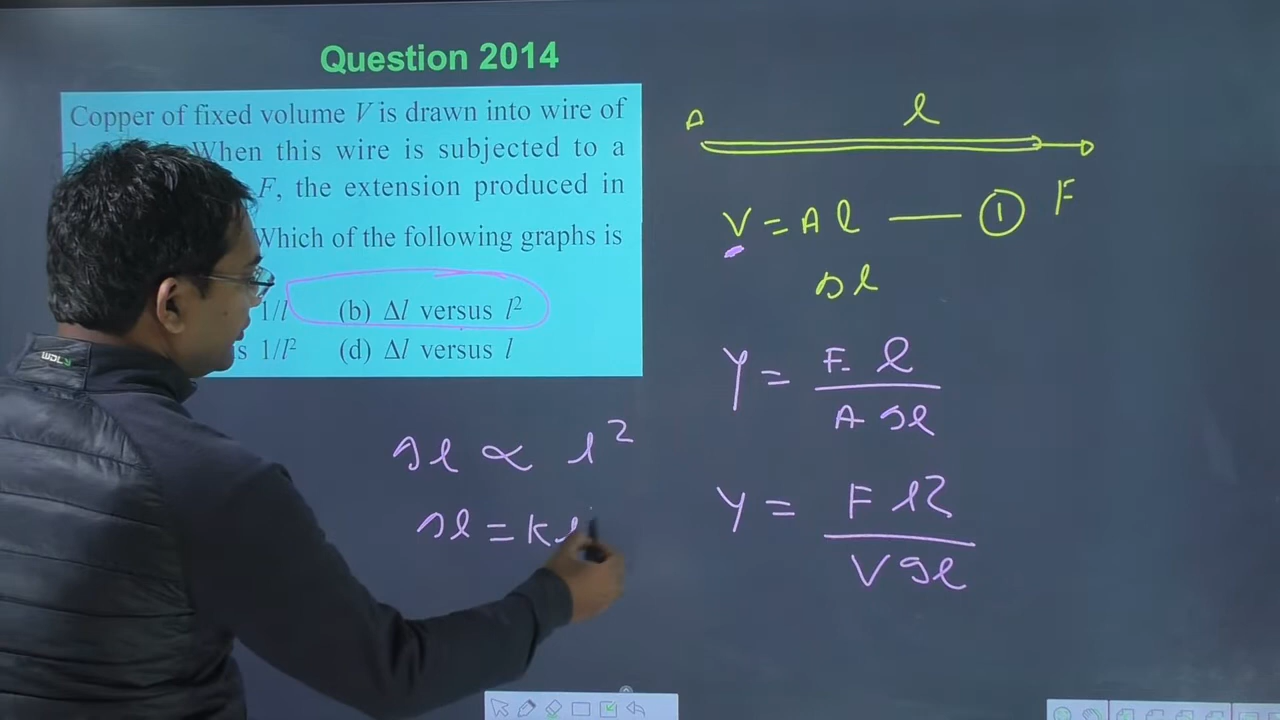 Question 2014
Copper of fixed volume V is drawn into wire of
When this wire is subjected to a
F, the extension produced in
Which of the following graphs is
1/l (b) Δl versus l²
s 1/l² (d) Δl versus l
A l
F
V = A l —— ①
Δl
Y = F l / A Δl
Y = F l² / V Δl
Δl ∝ l²
Δl = K l
WDLY